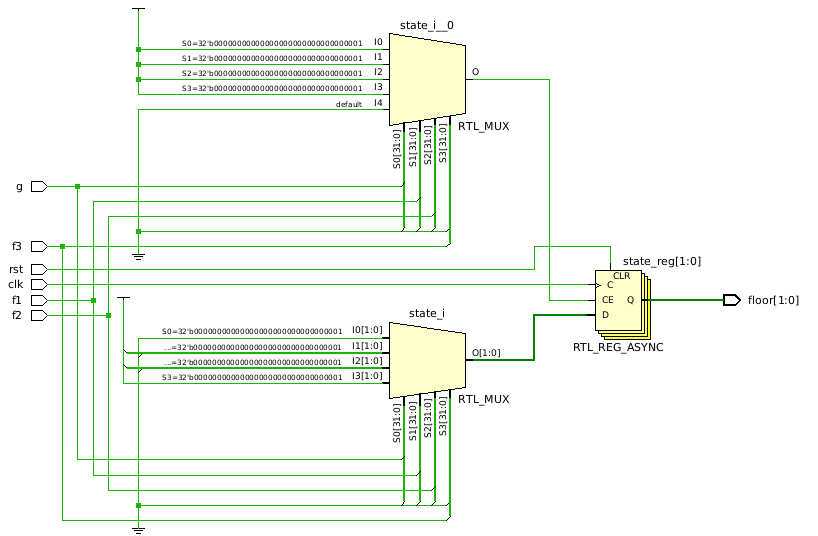 state_i__0
S0=32'b00000000000000000000000000000001 I0
S1=32'b00000000000000000000000000000001 I1
S2=32'b00000000000000000000000000000001 I2
S3=32'b00000000000000000000000000000001 I3
default I4
O
RTL_MUX
S0[31:0]
S1[31:0]
S2[31:0]
S3[31:0]
g
f3
rst
clk
f1
f2
state_reg[1:0]
CLR
C
CE
D
Q
RTL_REG_ASYNC
floor[1:0]
state_i
S0=32'b00000000000000000000000000000001 I0[1:0]
...=32'b00000000000000000000000000000001 I1[1:0]
...=32'b00000000000000000000000000000001 I2[1:0]
S3=32'b00000000000000000000000000000001 I3[1:0]
O[1:0]
RTL_MUX
S0[31:0]
S1[31:0]
S2[31:0]
S3[31:0]